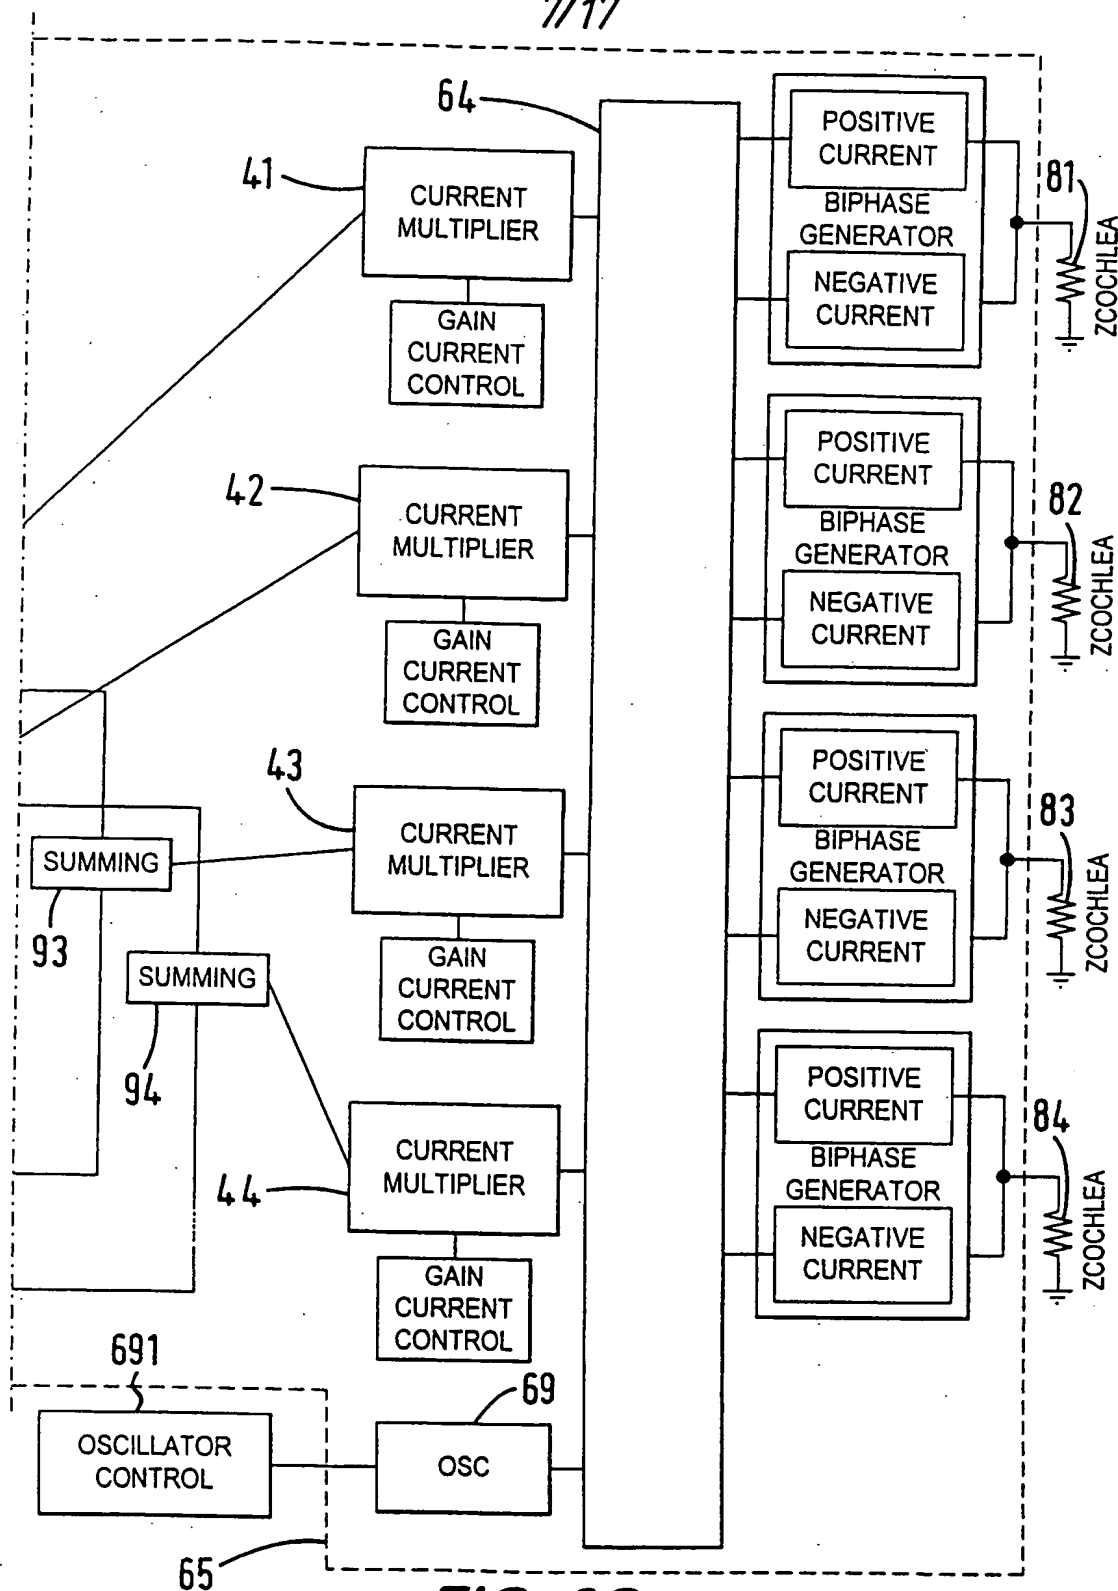 7/17
64
41
CURRENT
MULTIPLIER
GAIN
CURRENT
CONTROL
POSITIVE
CURRENT
BIPHASE
GENERATOR
NEGATIVE
CURRENT
81
ZCOCHLEA
42
CURRENT
MULTIPLIER
GAIN
CURRENT
CONTROL
POSITIVE
CURRENT
BIPHASE
GENERATOR
NEGATIVE
CURRENT
82
ZCOCHLEA
43
CURRENT
MULTIPLIER
GAIN
CURRENT
CONTROL
SUMMING
93
SUMMING
94
POSITIVE
CURRENT
BIPHASE
GENERATOR
NEGATIVE
CURRENT
83
ZCOCHLEA
44
CURRENT
MULTIPLIER
GAIN
CURRENT
CONTROL
POSITIVE
CURRENT
BIPHASE
GENERATOR
NEGATIVE
CURRENT
84
ZCOCHLEA
691
OSCILLATOR
CONTROL
69
OSC
65